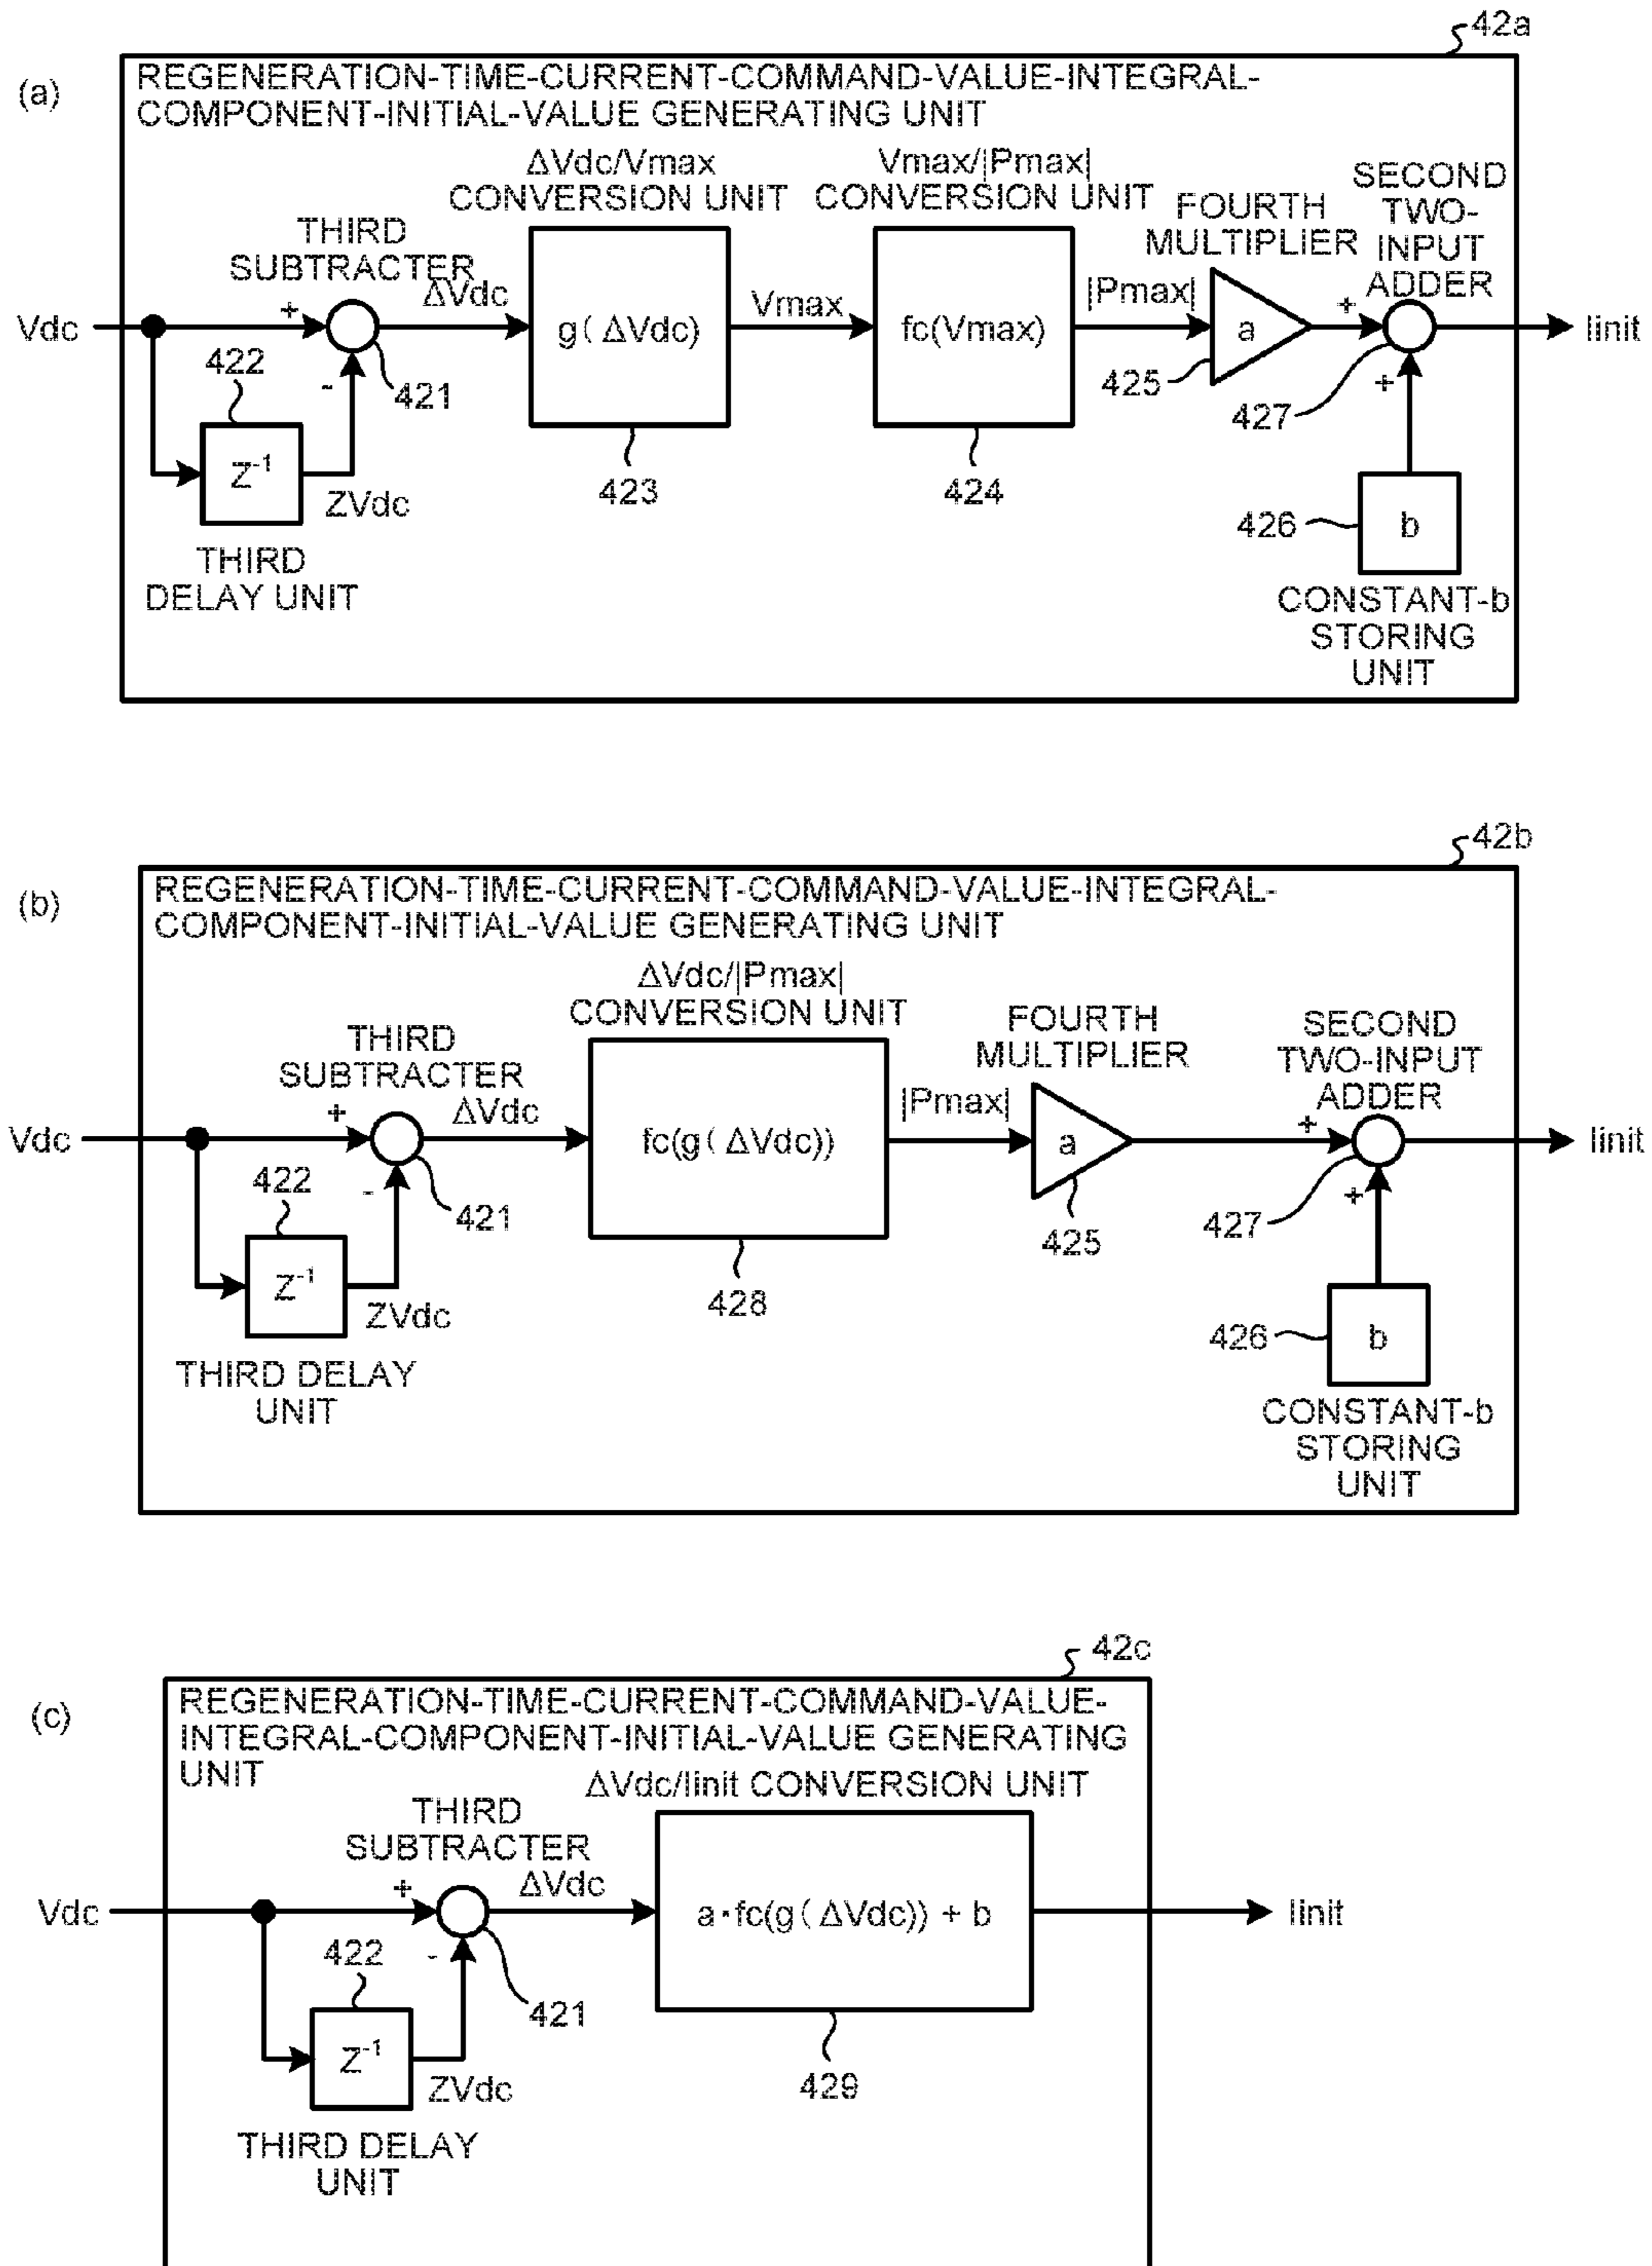 42a
(a)
REGENERATION-TIME-CURRENT-COMMAND-VALUE-INTEGRAL-
COMPONENT-INITIAL-VALUE GENERATING UNIT
ΔVdc/Vmax
CONVERSION UNIT
Vmax/|Pmax|
CONVERSION UNIT
FOURTH
MULTIPLIER
SECOND
TWO-
INPUT
ADDER
THIRD
SUBTRACTER
Vdc
+
ΔVdc
g( ΔVdc)
Vmax
fc(Vmax)
|Pmax|
a
+
Iinit
422
-
421
425
+
427
Z-1
ZVdc
423
424
426
b
THIRD
DELAY UNIT
CONSTANT-b
STORING
UNIT
42b
(b)
REGENERATION-TIME-CURRENT-COMMAND-VALUE-INTEGRAL-
COMPONENT-INITIAL-VALUE GENERATING UNIT
ΔVdc/|Pmax|
CONVERSION UNIT
FOURTH
MULTIPLIER
SECOND
TWO-INPUT
ADDER
THIRD
SUBTRACTER
Vdc
+
ΔVdc
fc(g( ΔVdc))
|Pmax|
a
+
Iinit
422
-
421
425
+
427
Z-1
ZVdc
428
426
b
THIRD DELAY
UNIT
CONSTANT-b
STORING
UNIT
42c
(c)
REGENERATION-TIME-CURRENT-COMMAND-VALUE-
INTEGRAL-COMPONENT-INITIAL-VALUE GENERATING
UNIT
ΔVdc/Iinit CONVERSION UNIT
THIRD
SUBTRACTER
Vdc
+
ΔVdc
a·fc(g( ΔVdc)) + b
Iinit
422
-
421
Z-1
ZVdc
429
THIRD DELAY
UNIT